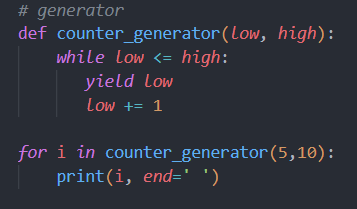 # generator
def counter_generator(low, high):
    while low <= high:
        yield low
        low += 1

for i in counter_generator(5,10):
    print(i, end=' ')